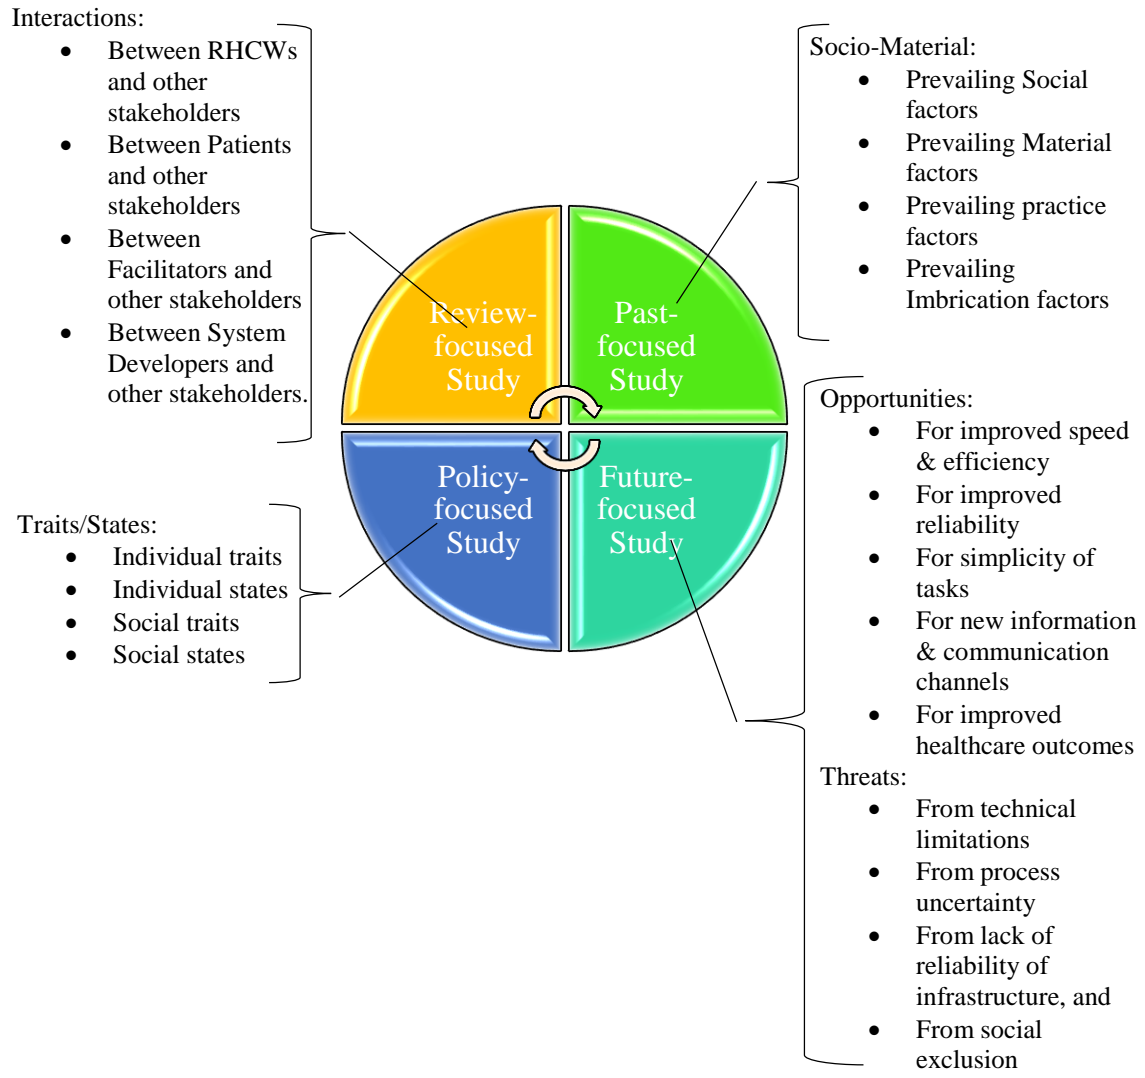 Interactions:
• Between RHCWs
and other
stakeholders
• Between Patients
and other
stakeholders
• Between
Facilitators and
other stakeholders
• Between System
Developers and
other stakeholders.
Socio-Material:
• Prevailing Social
factors
• Prevailing Material
factors
• Prevailing practice
factors
• Prevailing
Imbrication factors
Review-
focused
Study
Past-
focused
Study
Policy-
focused
Study
Future-
focused
Study
Traits/States:
• Individual traits
• Individual states
• Social traits
• Social states
Opportunities:
• For improved speed
& efficiency
• For improved
reliability
• For simplicity of
tasks
• For new information
& communication
channels
• For improved
healthcare outcomes
Threats:
• From technical
limitations
• From process
uncertainty
• From lack of
reliability of
infrastructure, and
• From social
exclusion